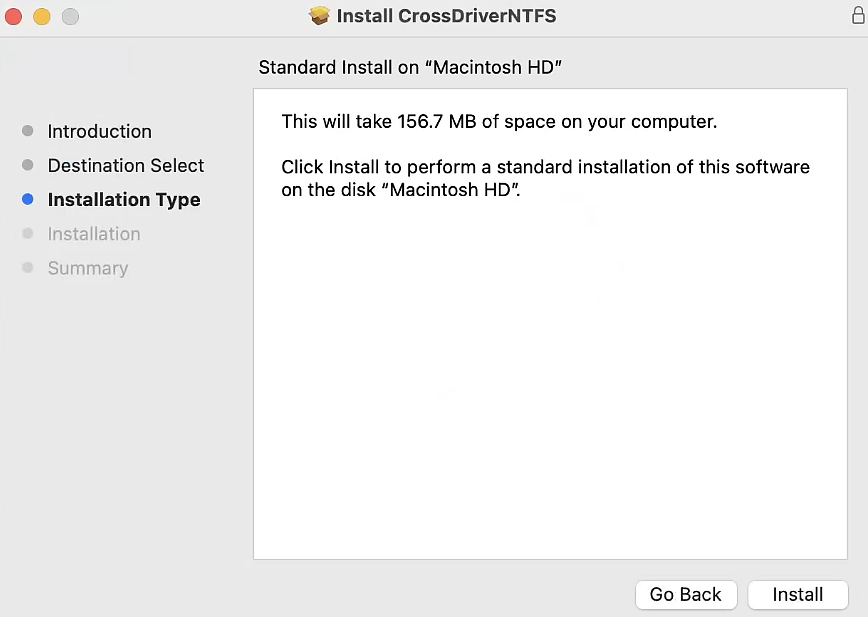 Install CrossDriverNTFS
Standard Install on “Macintosh HD”
Introduction
Destination Select
Installation Type
Installation
Summary
This will take 156.7 MB of space on your computer.
Click Install to perform a standard installation of this software
on the disk “Macintosh HD”.
Go Back
Install